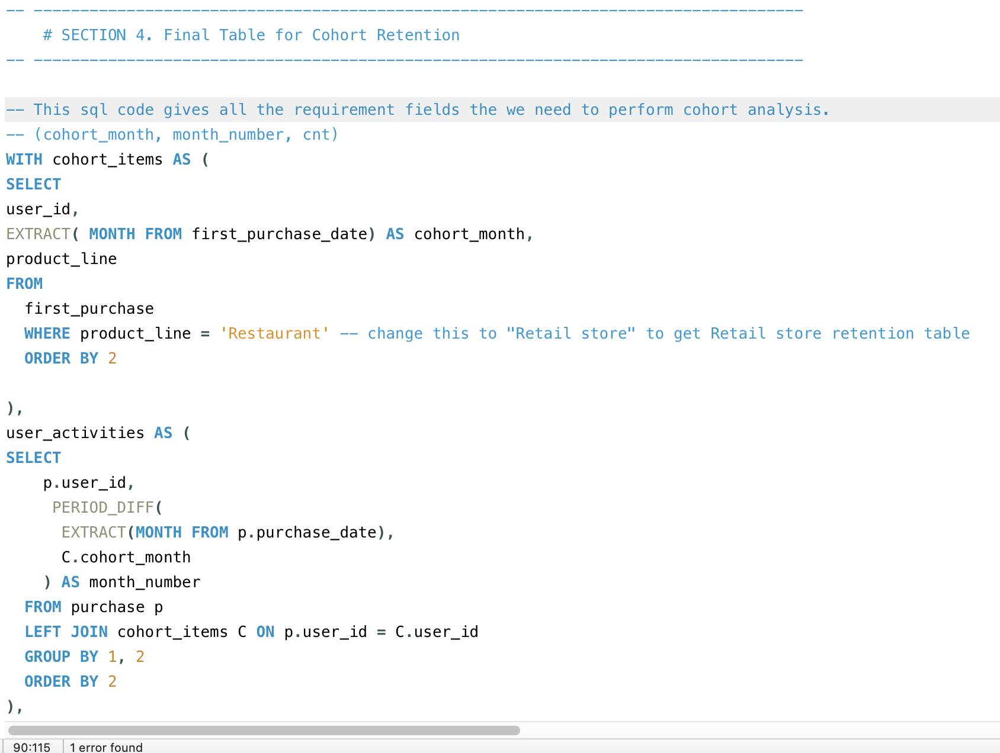 -- -----------------------------------------------------------------------------------
    # SECTION 4. Final Table for Cohort Retention
-- -----------------------------------------------------------------------------------
-- This sql code gives all the requirement fields the we need to perform cohort analysis.
-- (cohort_month, month_number, cnt)
WITH cohort_items AS (
SELECT
user_id,
EXTRACT( MONTH FROM first_purchase_date) AS cohort_month,
product_line
FROM
  first_purchase
  WHERE product_line = 'Restaurant' -- change this to "Retail store" to get Retail store retention table
  ORDER BY 2
),
user_activities AS (
SELECT
    p.user_id,
     PERIOD_DIFF(
      EXTRACT(MONTH FROM p.purchase_date),
      C.cohort_month
    ) AS month_number
  FROM purchase p
  LEFT JOIN cohort_items C ON p.user_id = C.user_id
  GROUP BY 1, 2
  ORDER BY 2
),
90:115 1 error found